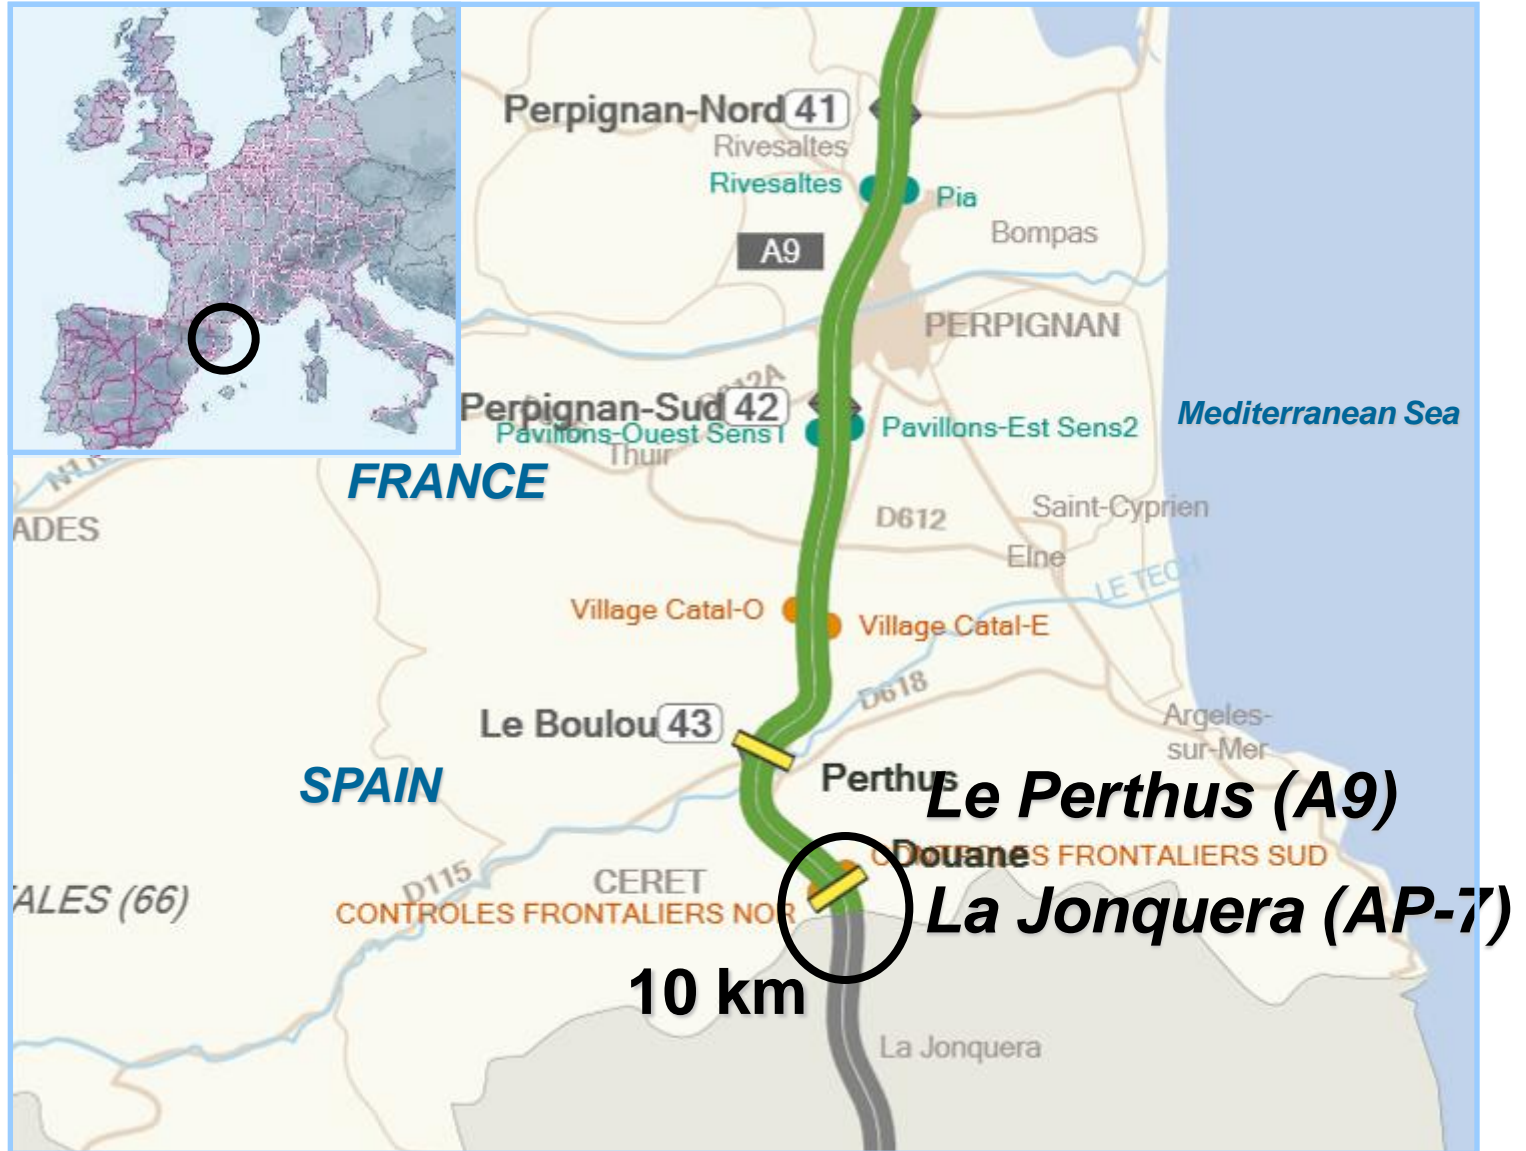 Perpignan-Nord 41
Rivesaltes
Rivesaltes
Pia
A9
Bompas
PERPIGNAN
Perpignan-Sud 42
Mediterranean Sea
Pavillons-Ouest Sens1
Pavillons-Est Sens2
Thuir
FRANCE
ADES
D612
Saint-Cyprien
Elne
LE TECH
Village Catal-O
Village Catal-E
D618
Le Boulou 43
Argeles-
sur-Mer
SPAIN
Perthus
Le Perthus (A9)
Douane
CONTROLES FRONTALIERS SUD
D115
CERET
ALES (66)
CONTROLES FRONTALIERS NOR
La Jonquera (AP-7)
10 km
La Jonquera